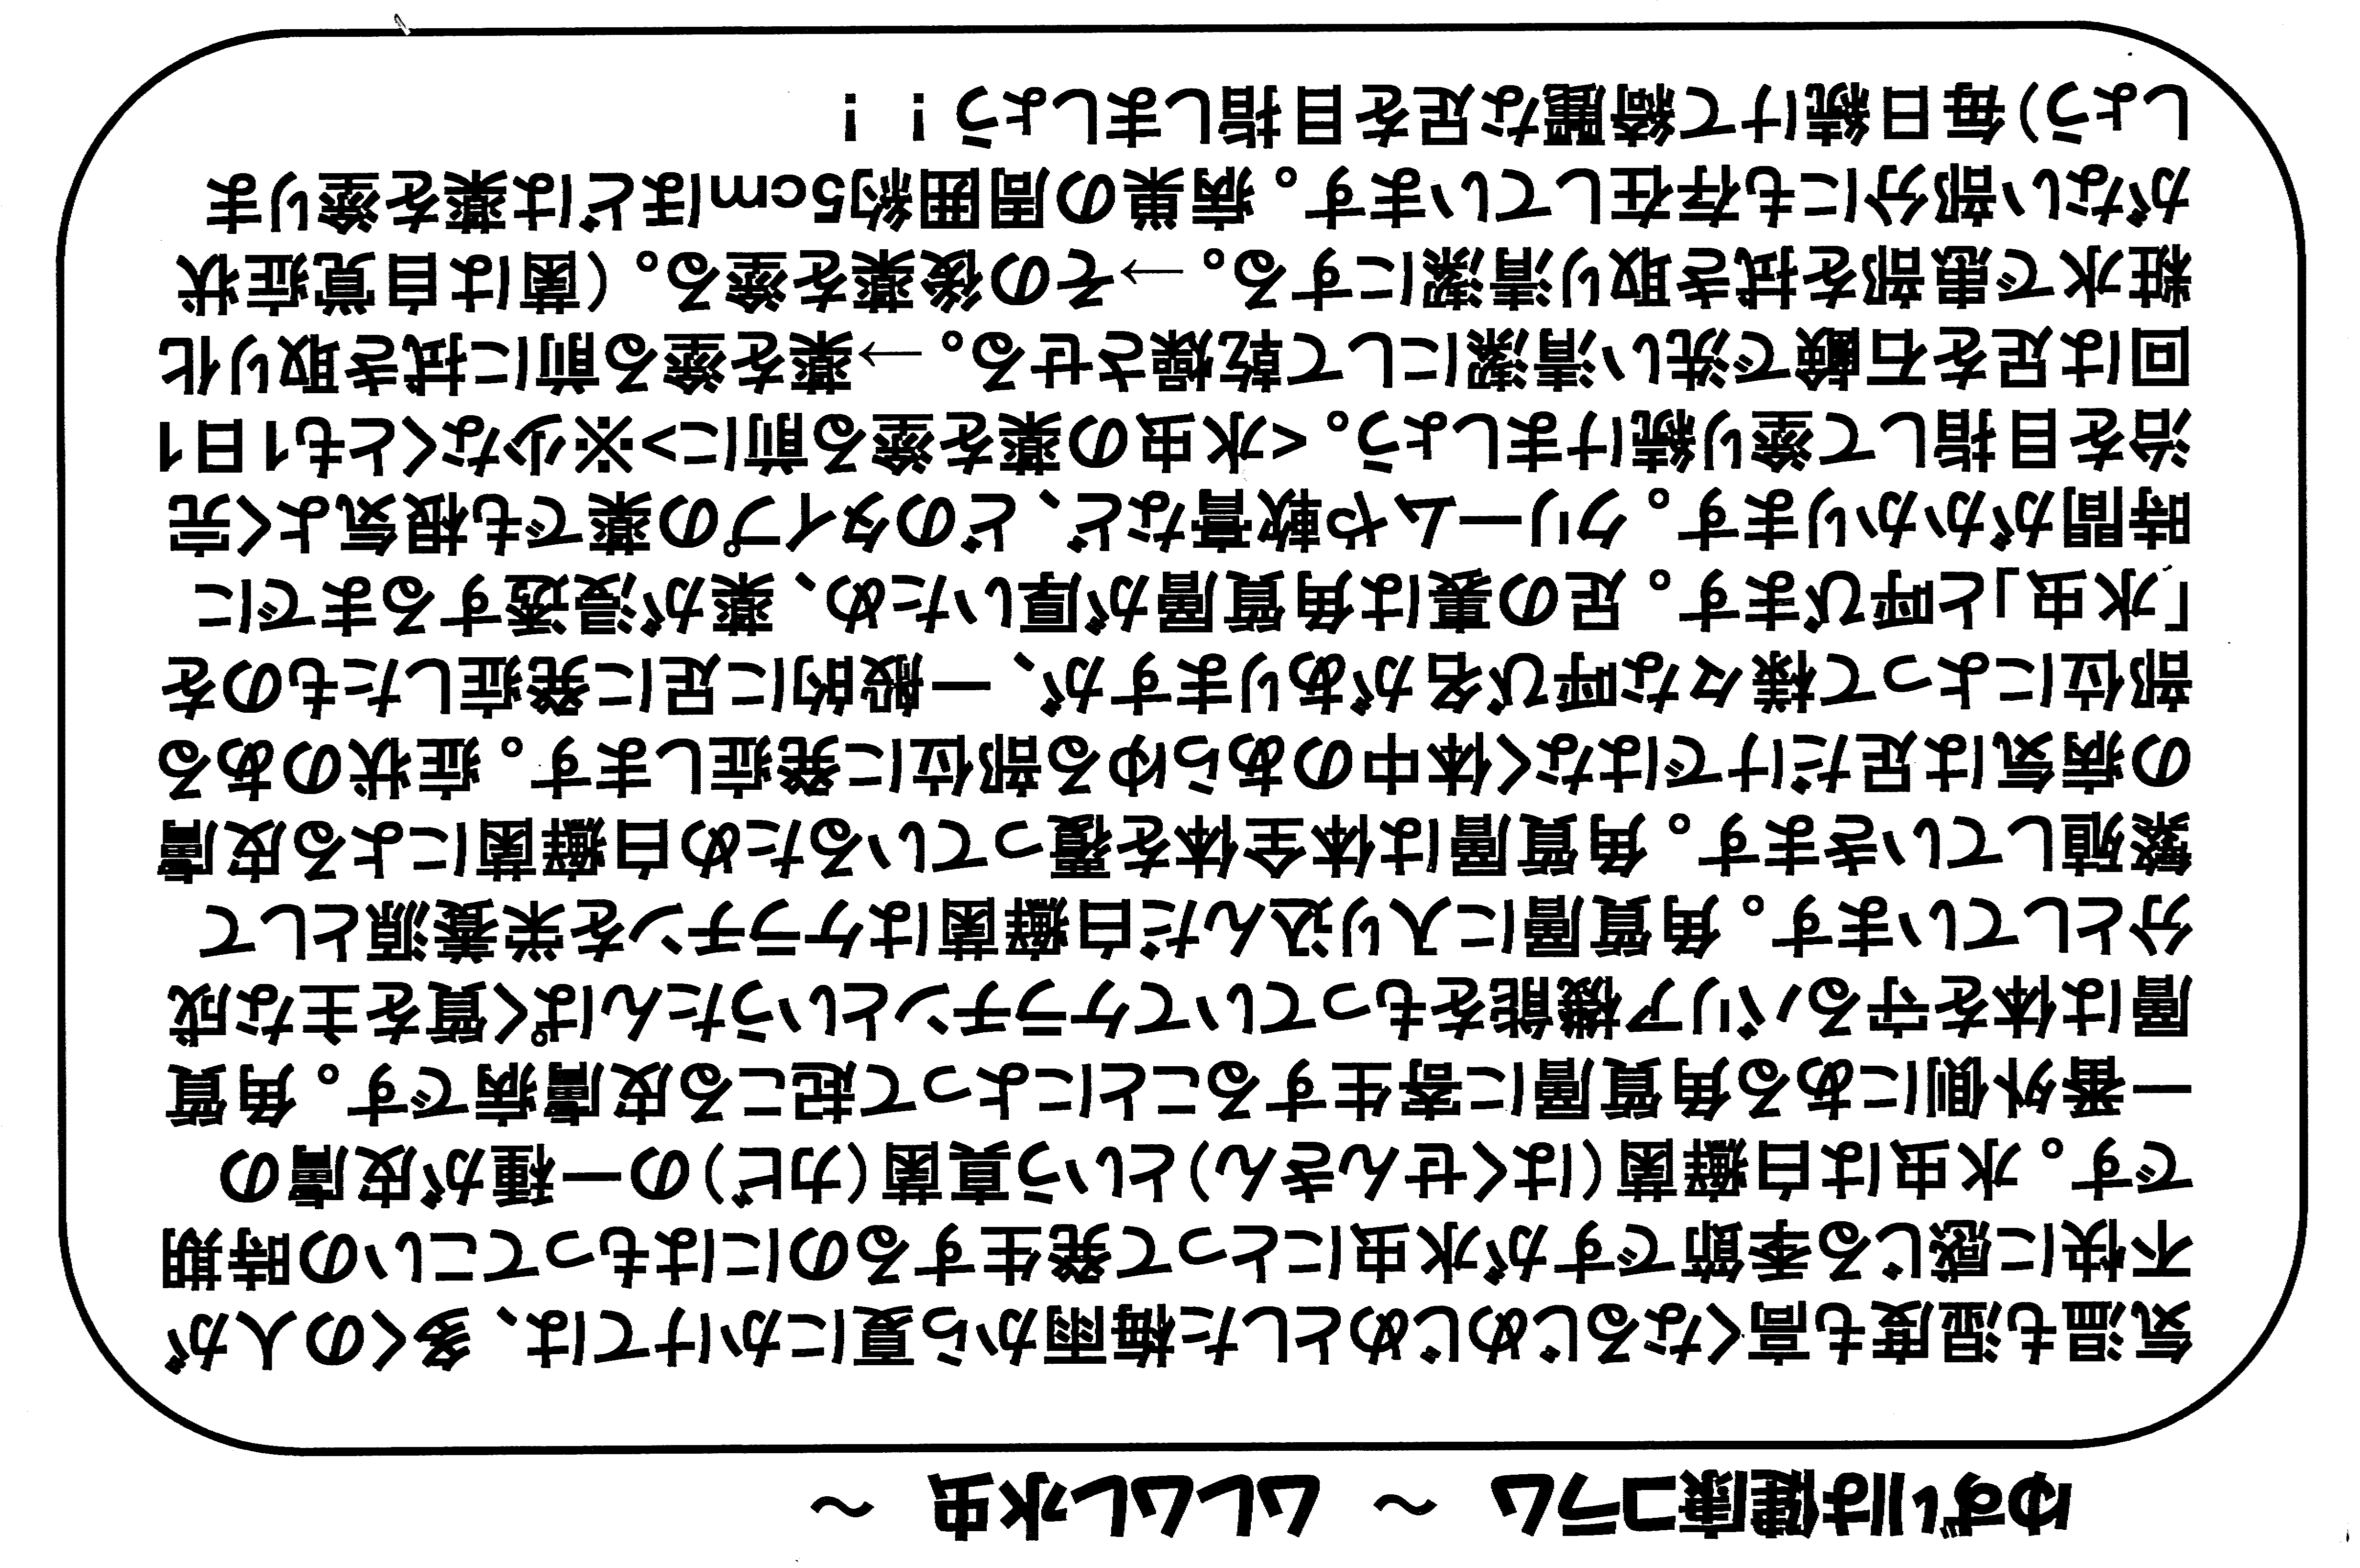 ゆずりは健康コラム ～ ムレムレ水虫 ～
気温も湿度も高くなるじめじめとした梅雨から夏にかけては、多くの人が
不快に感じる季節ですが水虫にとって発生するのにはもってこいの時期
です。水虫は白癬菌(はくせんきん)という真菌(カビ)の一種が皮膚の
一番外側にある角質層に寄生することによって起こる皮膚病です。角質
層は体を守るバリア機能をもっていてケラチンというたんぱく質を主な成
分としています。角質層に入り込んだ白癬菌はケラチンを栄養源として
繁殖していきます。角質層は体全体を覆っているため白癬菌による皮膚
の病気は足だけではなく体中のあらゆる部位に発症します。症状のある
部位によって様々な呼び名がありますが、一般的に足に発症したものを
「水虫」と呼びます。足の裏は角質層が厚いため、薬が浸透するまでに
時間がかかります。クリームや軟膏など、どのタイプの薬でも根気よく完
治を目指して塗り続けましょう。<水虫の薬を塗る前に>※少なくとも1日1
回は足を石鹸で洗い清潔にして乾燥させる。→薬を塗る前に拭き取り化
粧水で患部を拭き取り清潔にする。→その後薬を塗る。(菌は自覚症状
がない部分にも存在しています。病巣の周囲約5cmほどは薬を塗りま
しょう)毎日続けて綺麗な足を目指しましょう！！